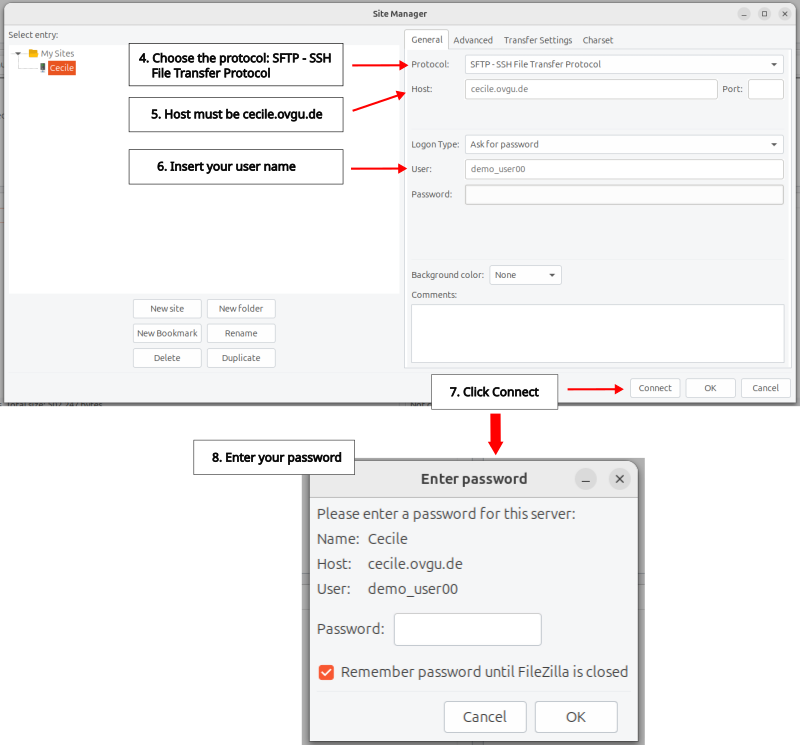 Site Manager
Select entry:
My Sites
Cecile
4. Choose the protocol: SFTP - SSH
File Transfer Protocol
5. Host must be cecile.ovgu.de
6. Insert your user name
General Advanced Transfer Settings Charset
Protocol: SFTP - SSH File Transfer Protocol
Host: cecile.ovgu.de Port:
Logon Type: Ask for password
User: demo_user00
Password:
Background color: None
Comments:
New site New folder
New Bookmark Rename
Delete Duplicate
Connect OK Cancel
7. Click Connect
8. Enter your password
Enter password
Please enter a password for this server:
Name: Cecile
Host: cecile.ovgu.de
User: demo_user00
Password:
Remember password until FileZilla is closed
Cancel OK